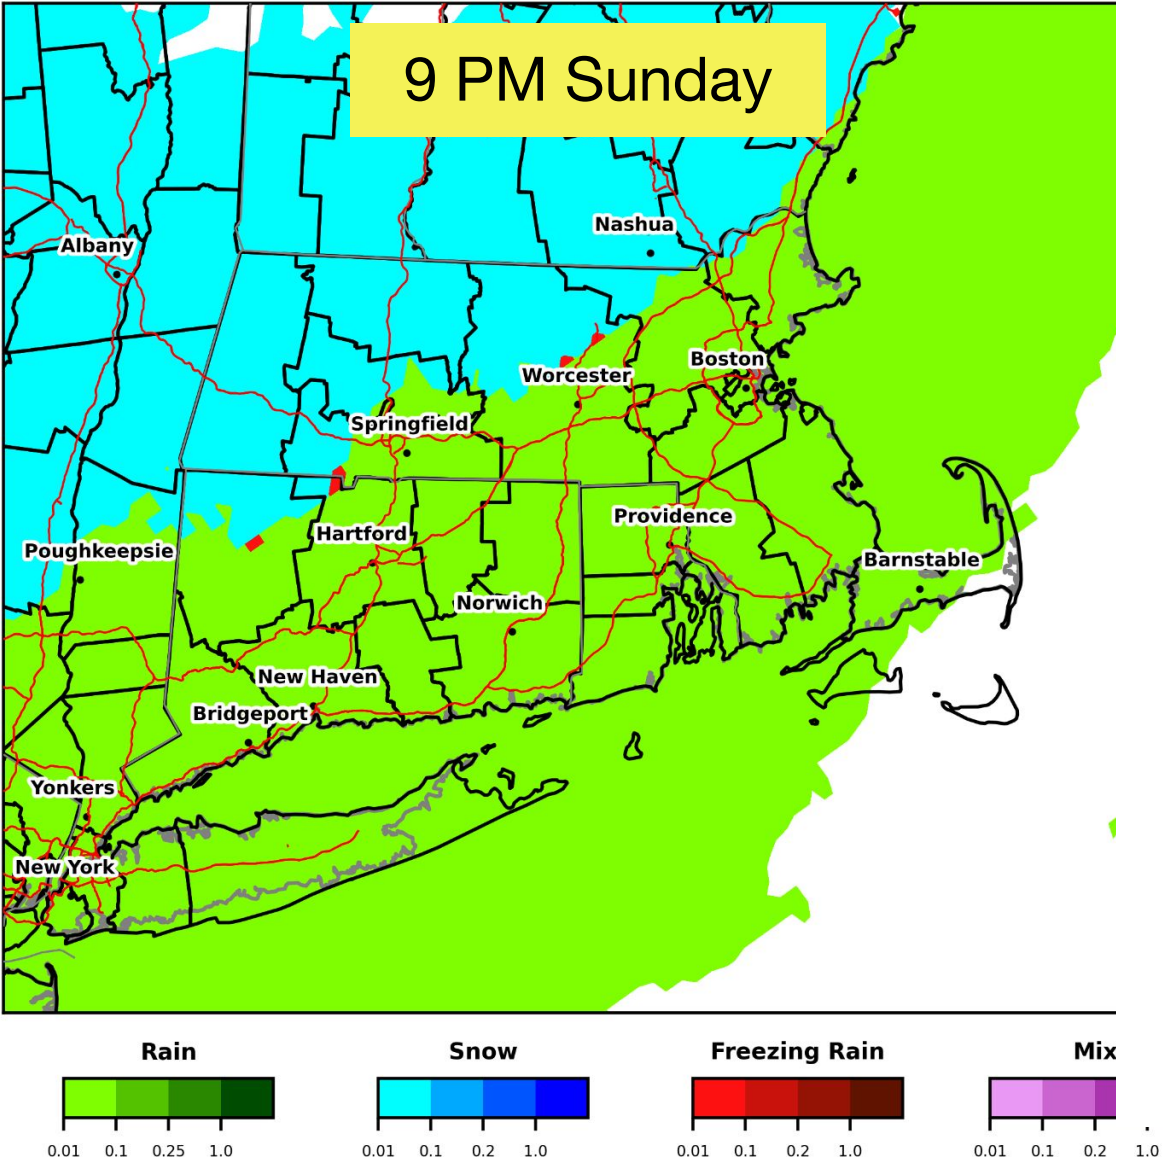 9 PM Sunday
Nashua
Albany
Boston
Worcester
Springfield
Providence
Hartford
Poughkeepsie
Barnstable
Norwich
New Haven
Bridgeport
Yonkers
New York
Rain Snow Freezing Rain Mix
0.01 0.1 0.25 1.0 0.01 0.1 0.2 1.0 0.01 0.1 0.2 1.0 0.01 0.1 0.2 1.0